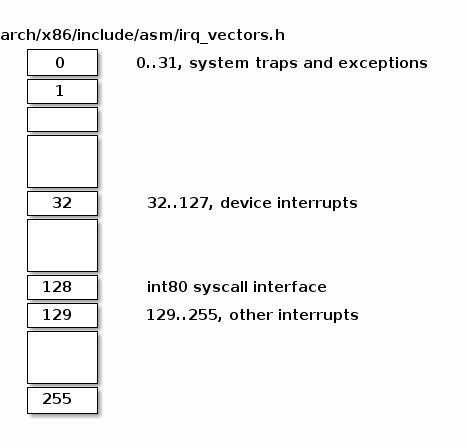 arch/x86/include/asm/irq_vectors.h
0 0..31, system traps and exceptions
1
32 32..127, device interrupts
128 int80 syscall interface
129 129..255, other interrupts
255